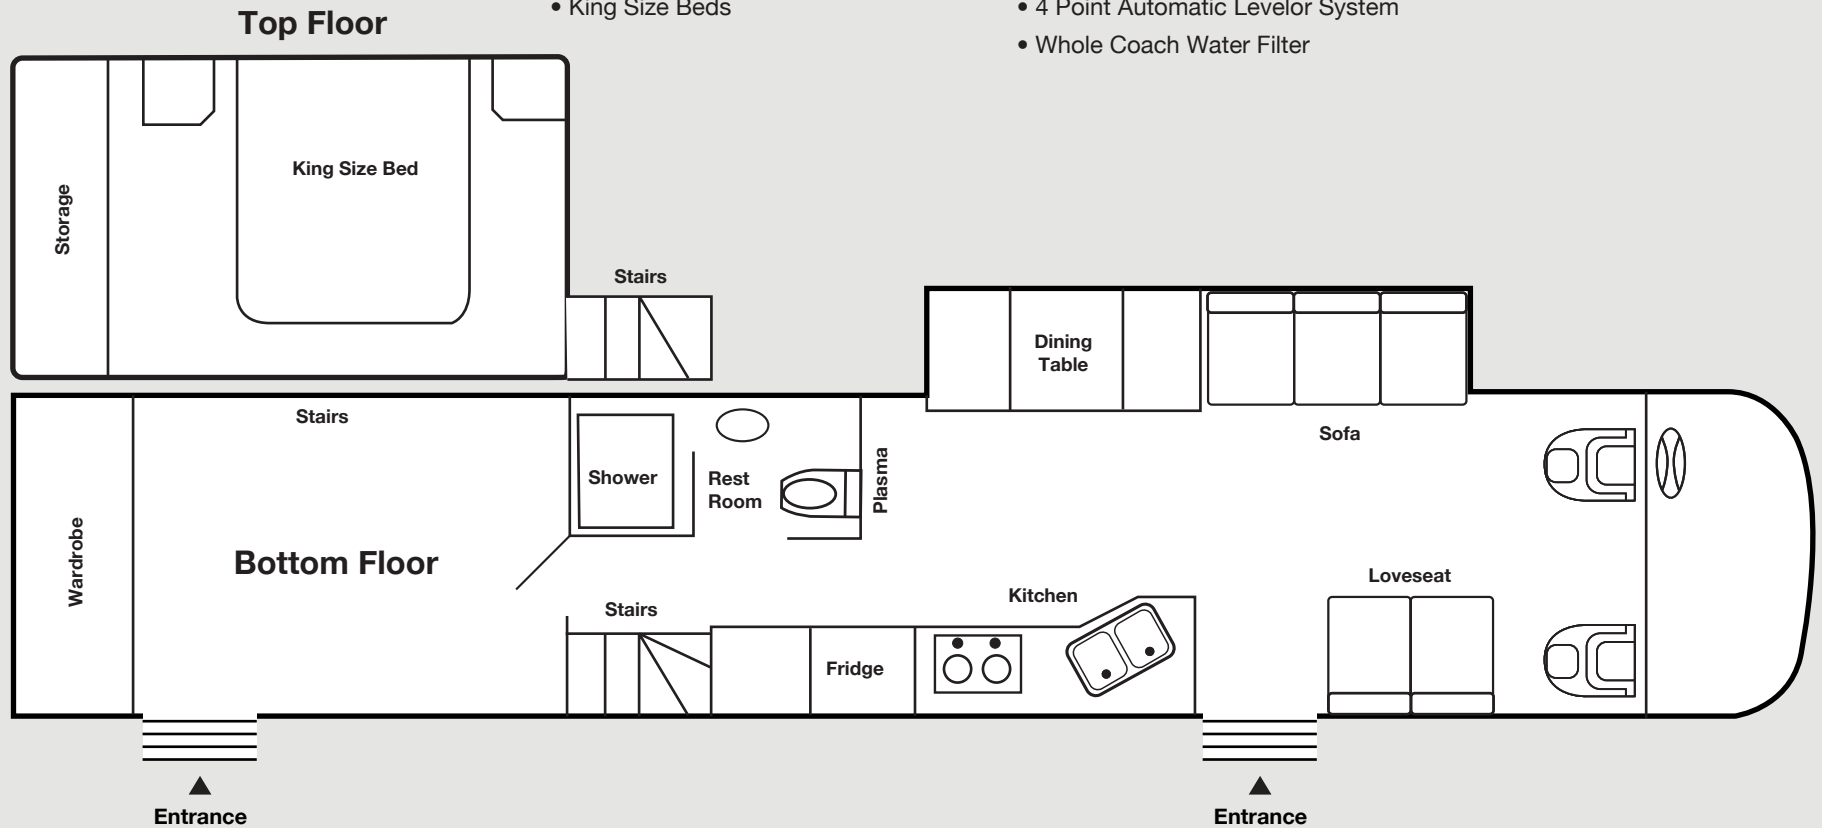 Top Floor
• King Size Beds
• 4 Point Automatic Levelor System
• Whole Coach Water Filter
King Size Bed
Storage
Stairs
Dining
Table
Stairs
Sofa
Shower
Rest
Room
Plasma
Wardrobe
Bottom Floor
Loveseat
Kitchen
Stairs
Fridge
Entrance
Entrance